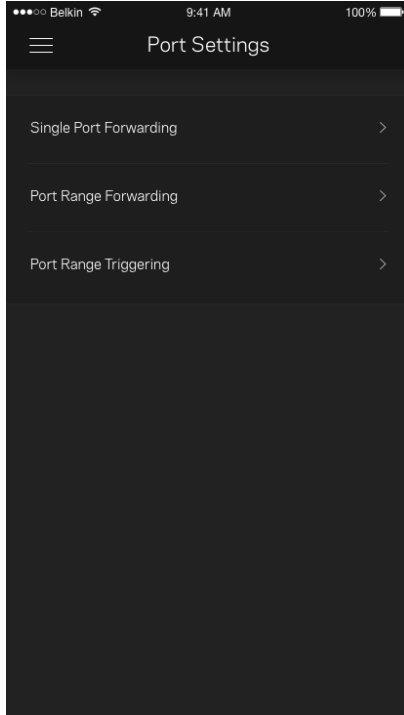 Belkin 9:41 AM 100%
Port Settings
Single Port Forwarding
Port Range Forwarding
Port Range Triggering